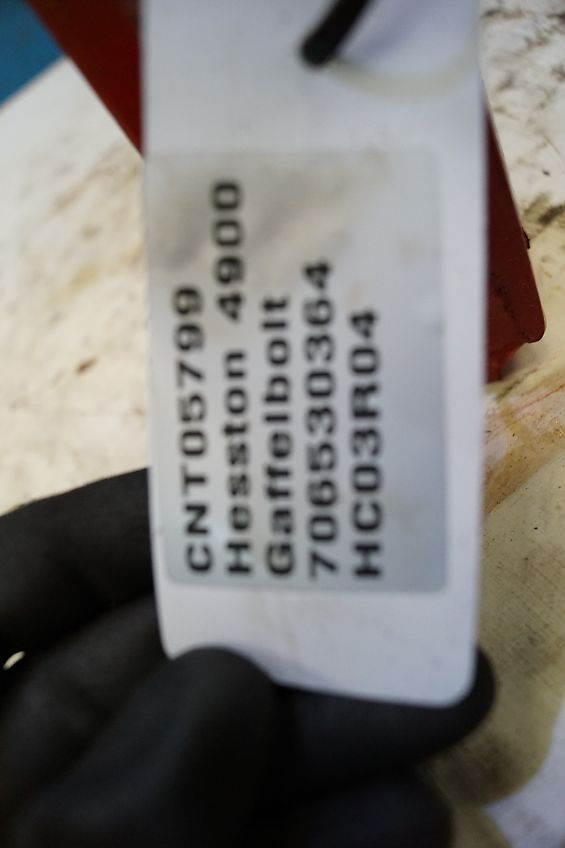 CNT05799
Hesston 4900
Gaffelbolt
706530364
HC03R04